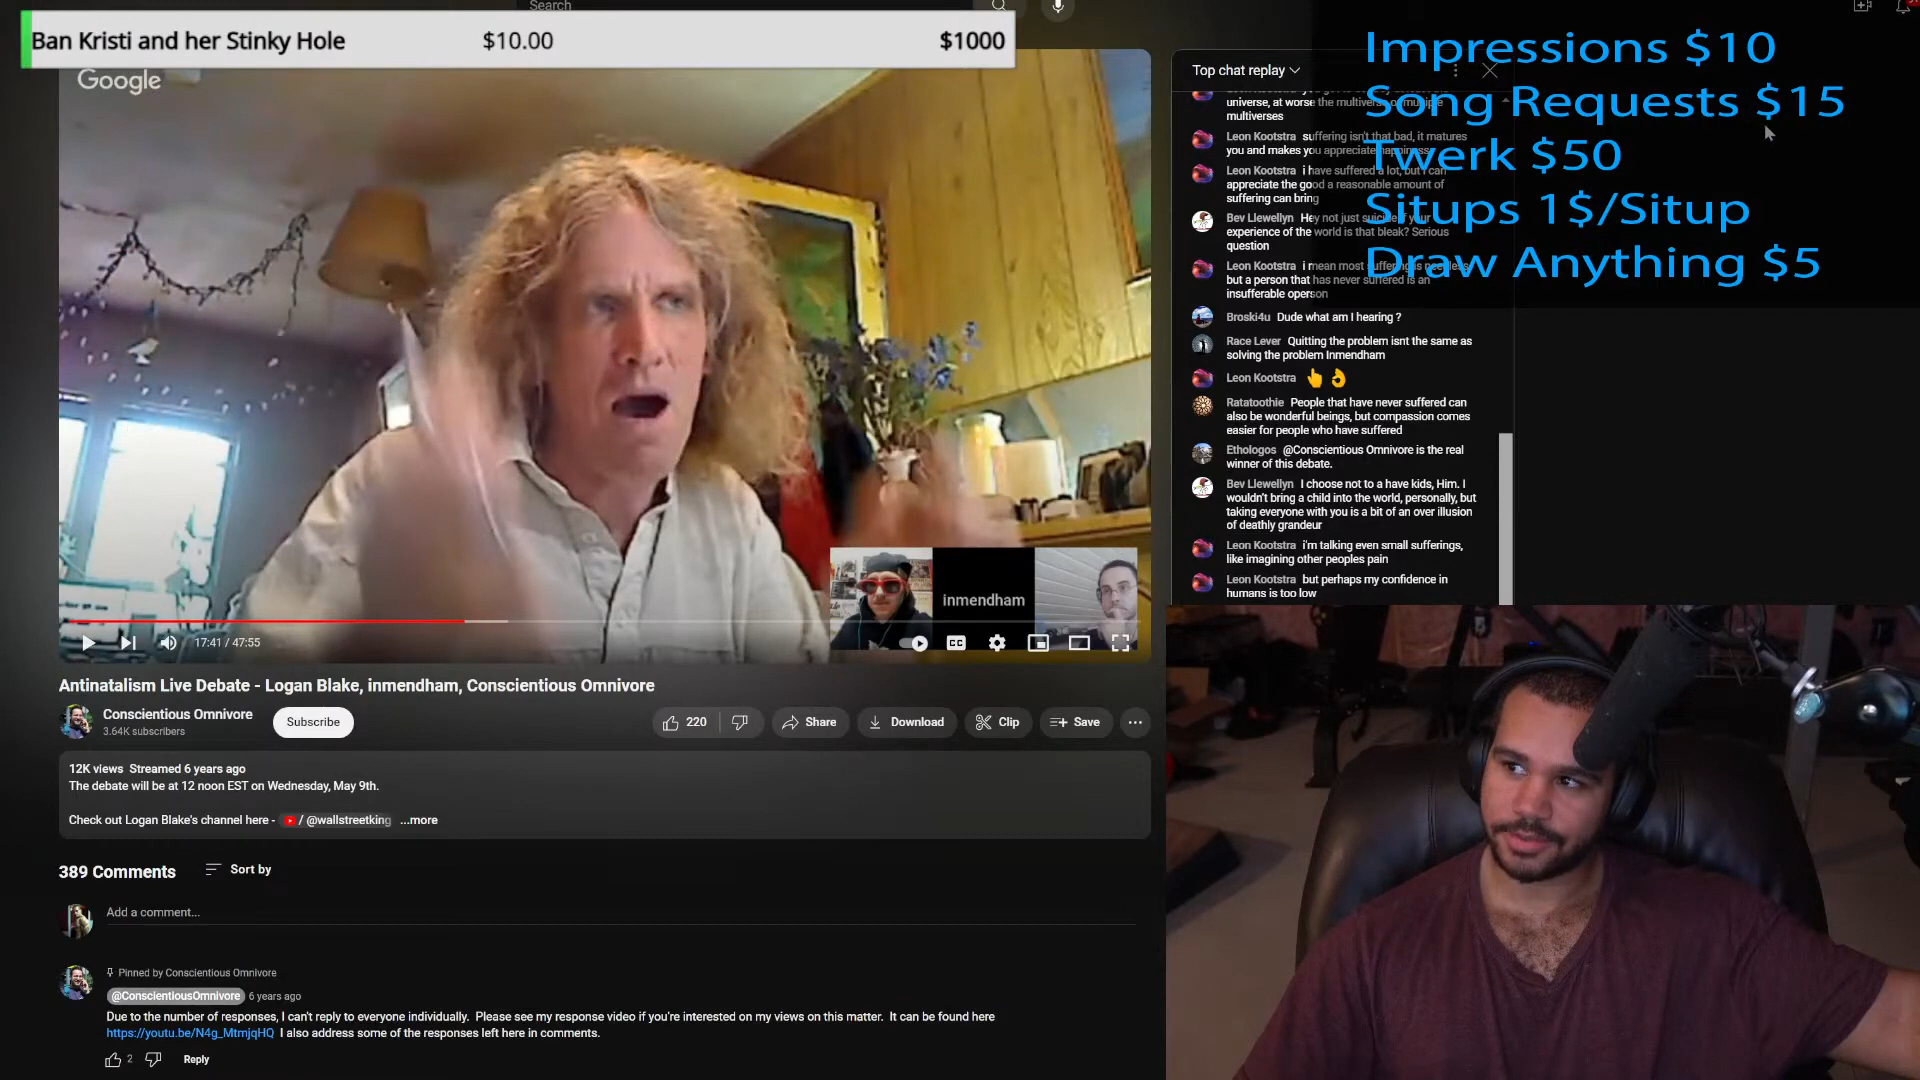 Search
Ban Kristi and her Stinky Hole $10.00 $1000
Google
inmendham
17:41 / 47:55
CC
Antinatalism Live Debate - Logan Blake, inmendham, Conscientious Omnivore
Conscientious Omnivore
3.64K subscribers
Subscribe
220
Share
Download
Clip
Save
12K views Streamed 6 years ago
The debate will be at 12 noon EST on Wednesday, May 9th.
Check out Logan Blake's channel here - / @wallstreetking ...more
389 Comments
Sort by
Add a comment...
Pinned by Conscientious Omnivore
@ConscientiousOmnivore 6 years ago
Due to the number of responses, I can't reply to everyone individually. Please see my response video if you're interested on my views on this matter. It can be found here
https://youtu.be/N4g_MtmjqHQ I also address some of the responses left here in comments.
2
Reply
Top chat replay
universe, at worse the multiverse or multiple
multiverses
Leon Kootstra suffering isn't that bad, it matures
you and makes you appreciate happiness
Leon Kootstra i have suffered a lot, but i can
appreciate the good a reasonable amount of
suffering can bring
Bev Llewellyn Hey not just suicide if your
experience of the world is that bleak? Serious
question
Leon Kootstra i mean most suffering is needless
but a person that has never suffered is an
insufferable operson
Broski4u Dude what am I hearing ?
Race Lever Quitting the problem isnt the same as
solving the problem Inmendham
Leon Kootstra
Ratatoothie People that have never suffered can
also be wonderful beings, but compassion comes
easier for people who have suffered
Ethologos @Conscientious Omnivore is the real
winner of this debate.
Bev Llewellyn I choose not to a have kids, Him. I
wouldn't bring a child into the world, personally, but
taking everyone with you is a bit of an over illusion
of deathly grandeur
Leon Kootstra i'm talking even small sufferings,
like imagining other peoples pain
Leon Kootstra but perhaps my confidence in
humans is too low
Impressions $10
Song Requests $15
Twerk $50
Situps 1$/Situp
Draw Anything $5